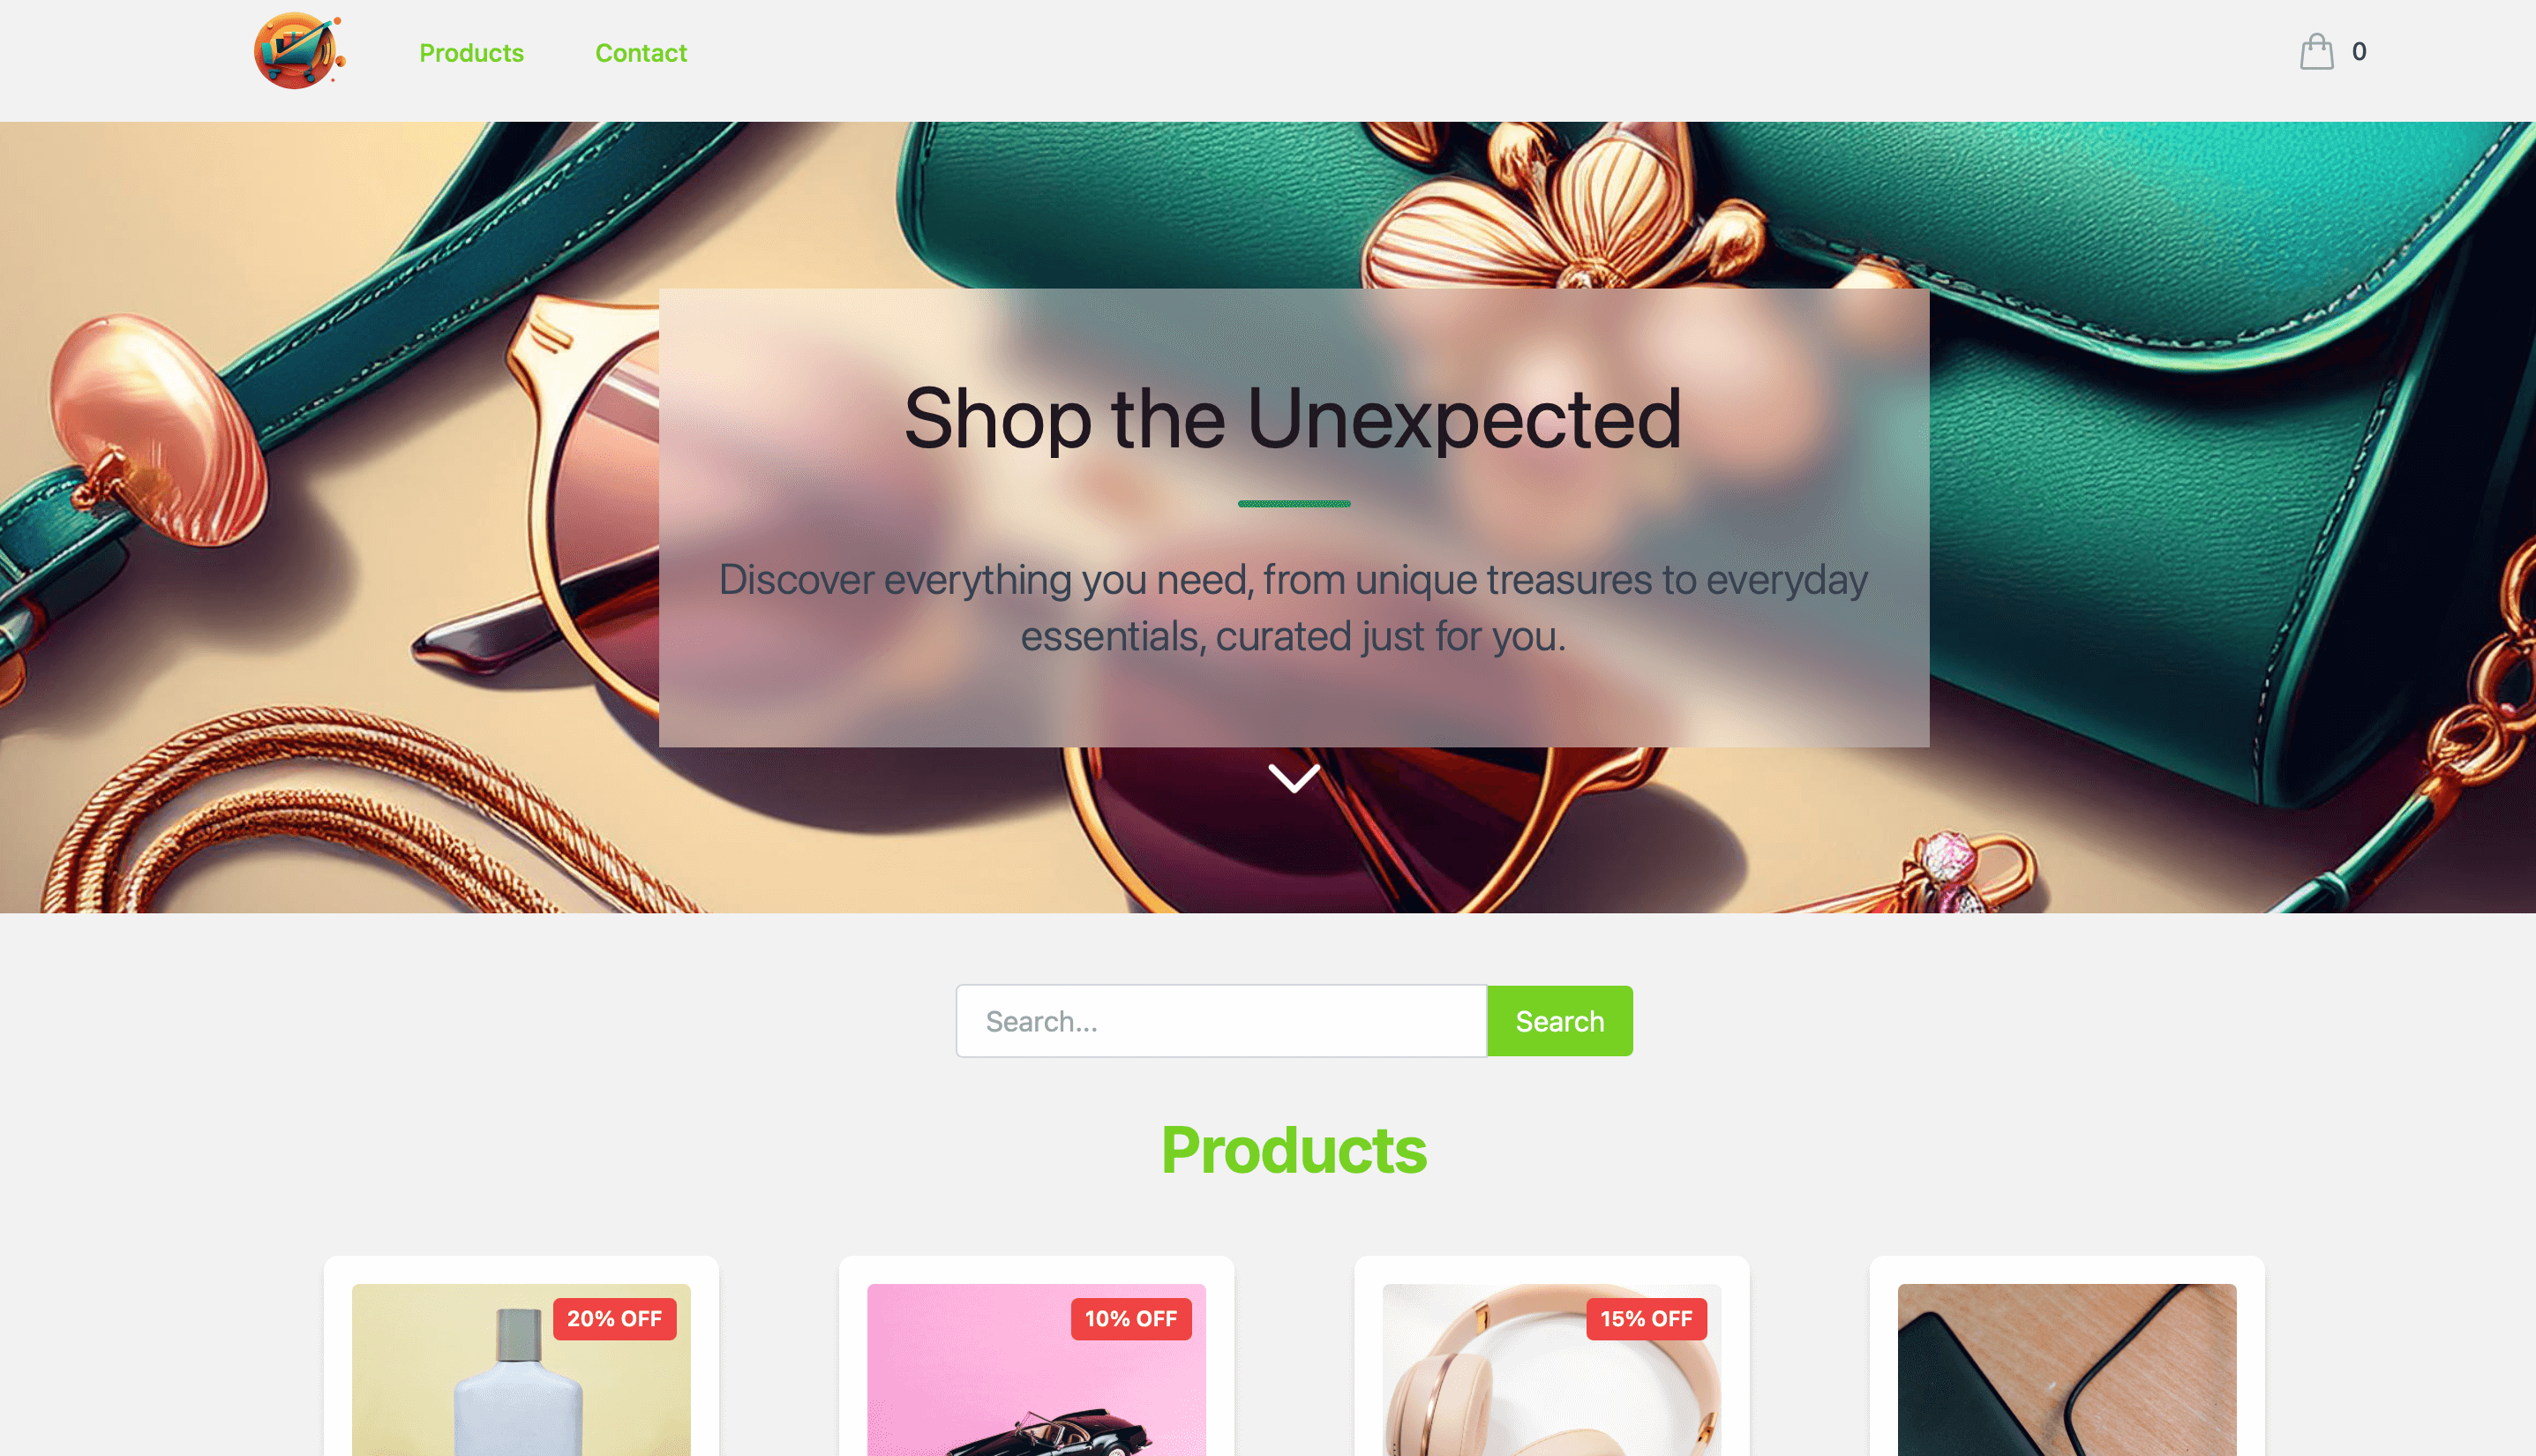 Products
Contact
0
Shop the Unexpected
Discover everything you need, from unique treasures to everyday
essentials, curated just for you.
Search...
Search
Products
20% OFF
10% OFF
15% OFF